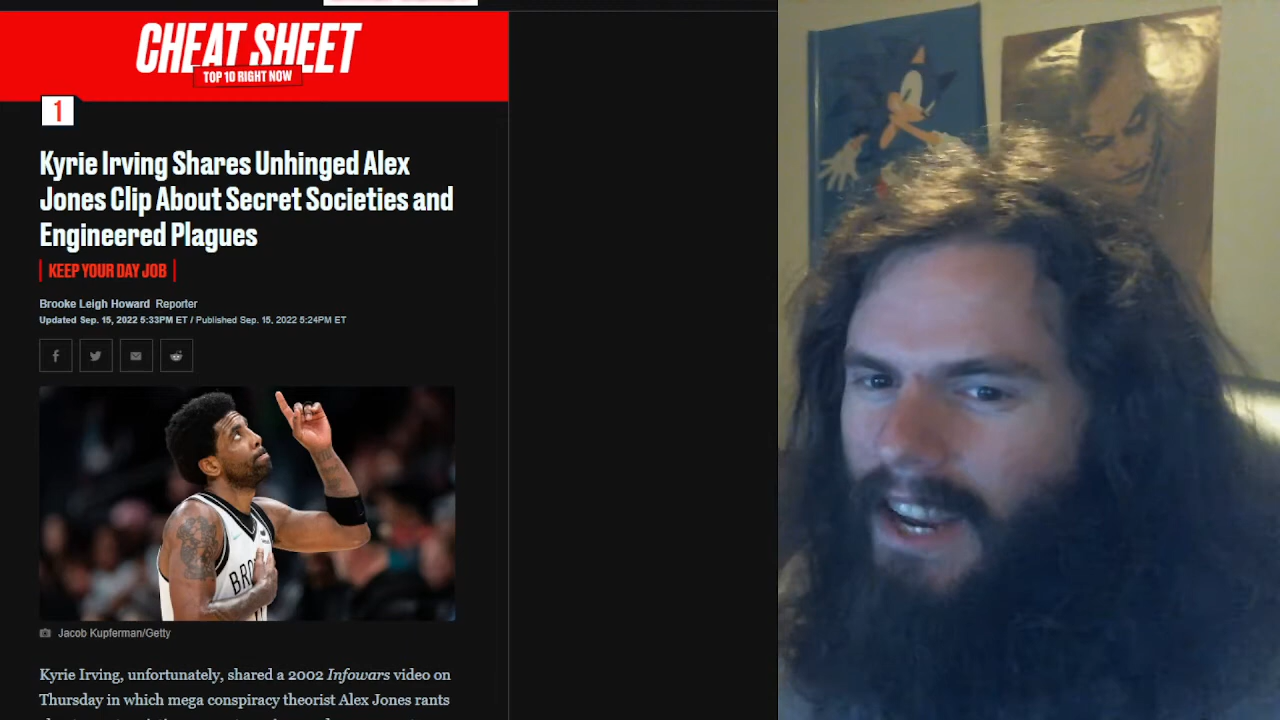 CHEAT SHEET
TOP 10 RIGHT NOW
1
Kyrie Irving Shares Unhinged Alex
Jones Clip About Secret Societies and
Engineered Plagues
KEEP YOUR DAY JOB
Brooke Leigh Howard Reporter
Updated Sep. 15, 2022 5:33PM ET / Published Sep. 15, 2022 5:24PM ET
BRO
Jacob Kupferman/Getty
Kyrie Irving, unfortunately, shared a 2002 Infowars video on
Thursday in which mega conspiracy theorist Alex Jones rants